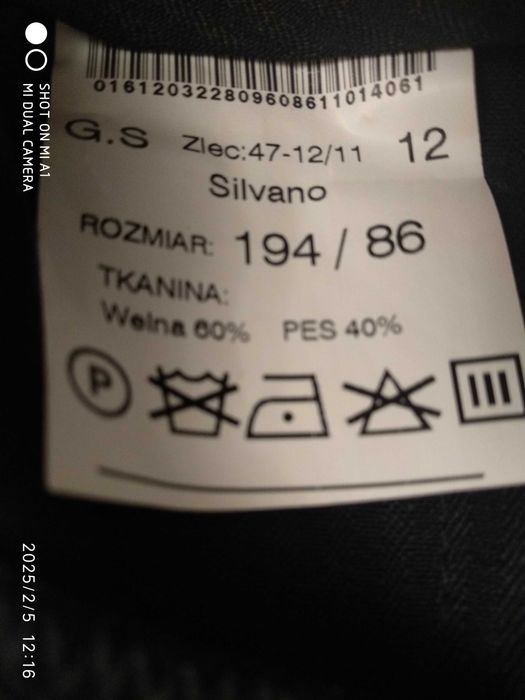 016120322809608611014061
G.S Zlec:47-12/11 12
Silvano
ROZMIAR: 194 / 86
TKANINA:
Wełna 60% PES 40%
P
SHOT ON MI A1
MI DUAL CAMERA
2025/2/5 12:16